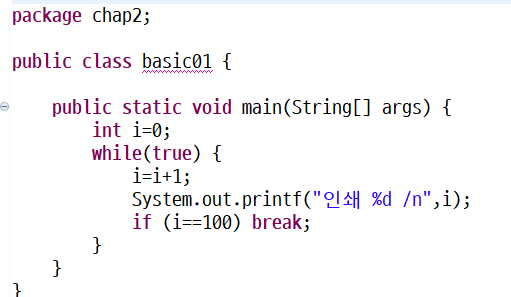 package chap2;
public class basic01 {
public static void main(String[] args) {
int i=0;
while(true) {
i=i+1;
System.out.printf("인쇄 %d /n",i);
if (i==100) break;
}
}
}